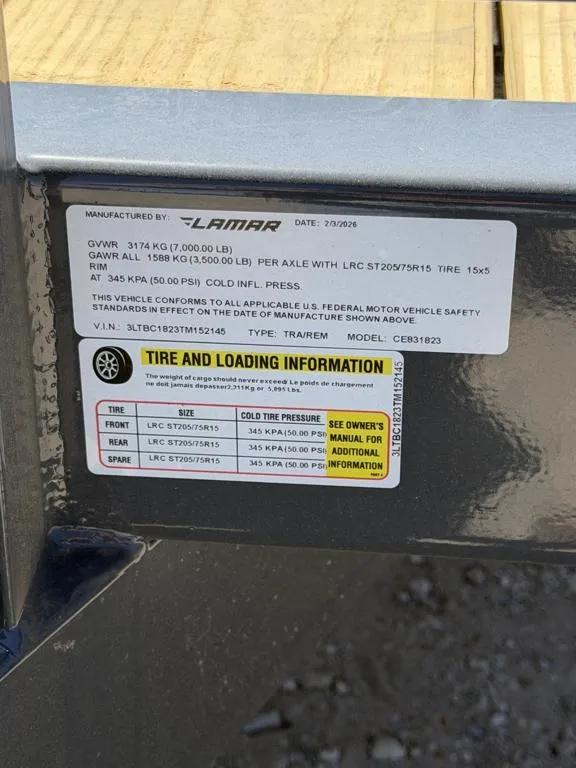 MANUFACTURED BY: LAMAR DATE: 2/3/2026
GVWR 3174 KG (7,000.00 LB)
GAWR ALL 1588 KG (3,500.00 LB) PER AXLE WITH LRC ST205/75R15 TIRE 15x5
RIM
AT 345 KPA (50.00 PSI) COLD INFL. PRESS.
THIS VEHICLE CONFORMS TO ALL APPLICABLE U.S. FEDERAL MOTOR VEHICLE SAFETY
STANDARDS IN EFFECT ON THE DATE OF MANUFACTURE SHOWN ABOVE.
V.I.N.: 3LTBC1823TM152145 TYPE: TRA/REM MODEL: CE831823
TIRE AND LOADING INFORMATION
The weight of cargo should never exceed/ Le poids de chargement
ne doit jamais depasser2,311Kg or 5,095 Lbs.
TIRE SIZE COLD TIRE PRESSURE
FRONT LRC ST205/75R15 345 KPA (50.00 PSI)
REAR LRC ST205/75R15 345 KPA (50.00 PSI)
SPARE LRC ST205/75R15 345 KPA (50.00 PSI)
SEE OWNER'S
MANUAL FOR
ADDITIONAL
INFORMATION
3LTBC1823TM152145